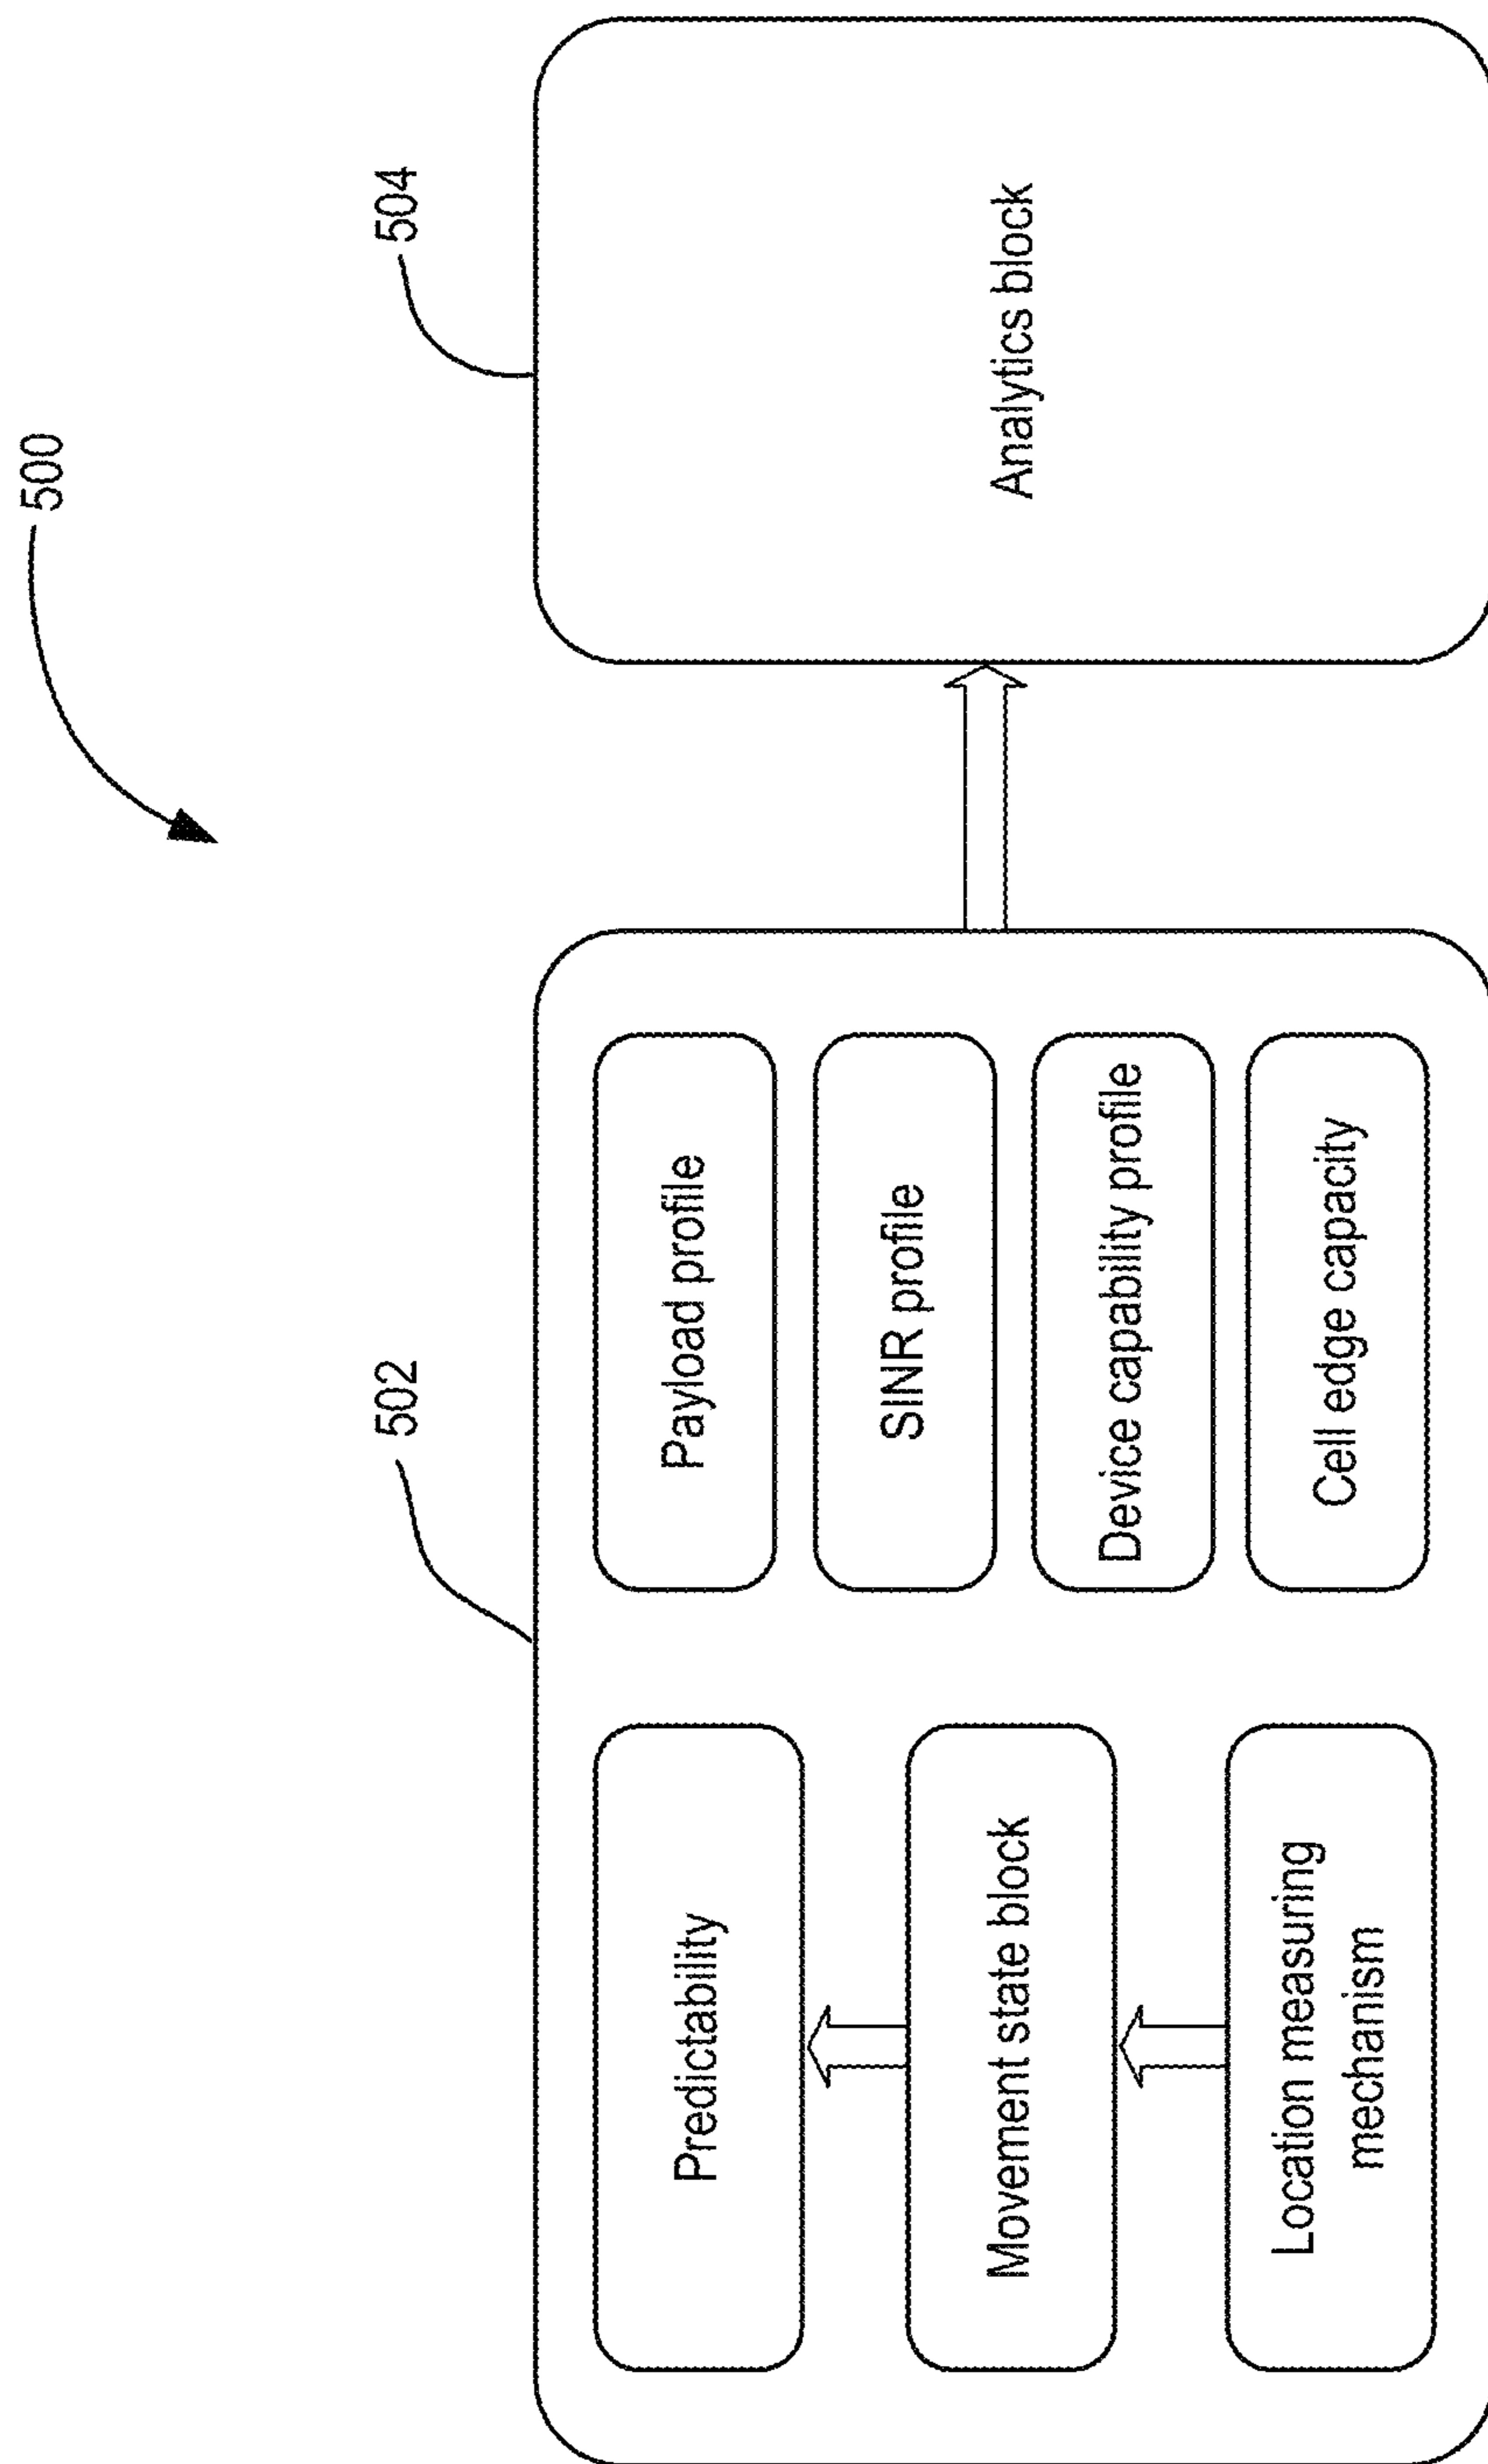 500
502
504
Predictability
Movement state block
Location measuring
mechanism
Payload profile
SINR profile
Device capability profile
Cell edge capacity
Analytics block